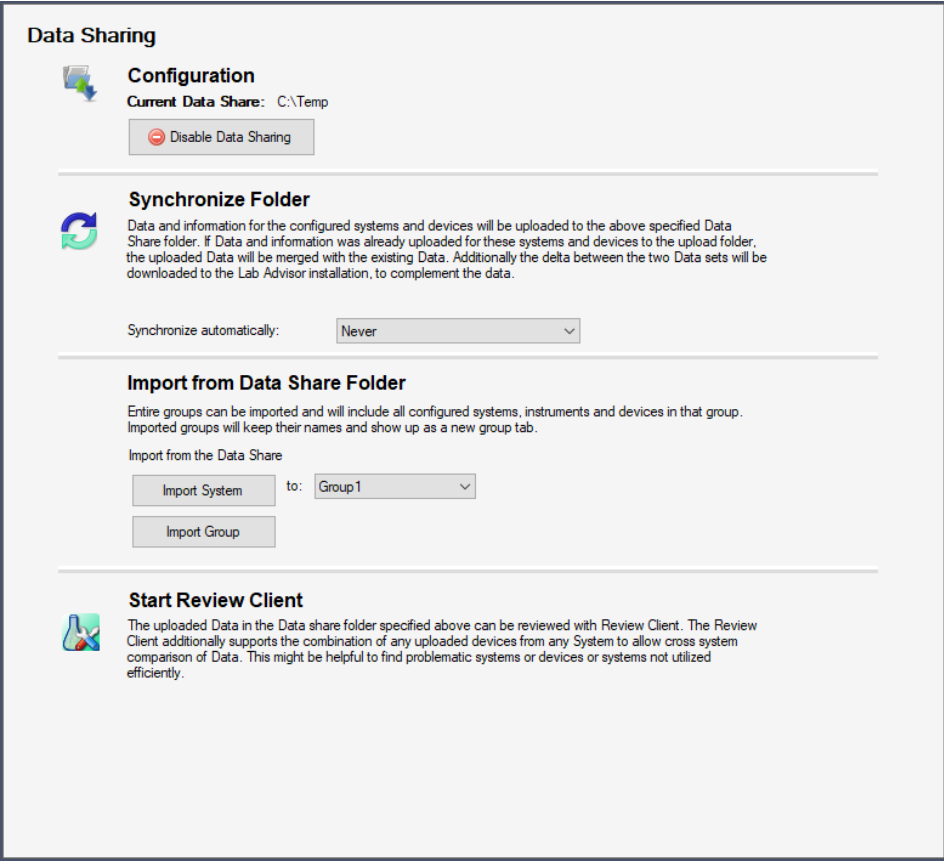 Data Sharing
Configuration
Current Data Share: C:\Temp
Disable Data Sharing
Synchronize Folder
Data and information for the configured systems and devices will be uploaded to the above specified Data
Share folder. If Data and information was already uploaded for these systems and devices to the upload folder,
the uploaded Data will be merged with the existing Data. Additionally the delta between the two Data sets will be
downloaded to the Lab Advisor installation, to complement the data.
Synchronize automatically: Never
Import from Data Share Folder
Entire groups can be imported and will include all configured systems, instruments and devices in that group.
Imported groups will keep their names and show up as a new group tab.
Import from the Data Share
Import System to: Group1
Import Group
Start Review Client
The uploaded Data in the Data share folder specified above can be reviewed with Review Client. The Review
Client additionally supports the combination of any uploaded devices from any System to allow cross system
comparison of Data. This might be helpful to find problematic systems or devices or systems not utilized
efficiently.